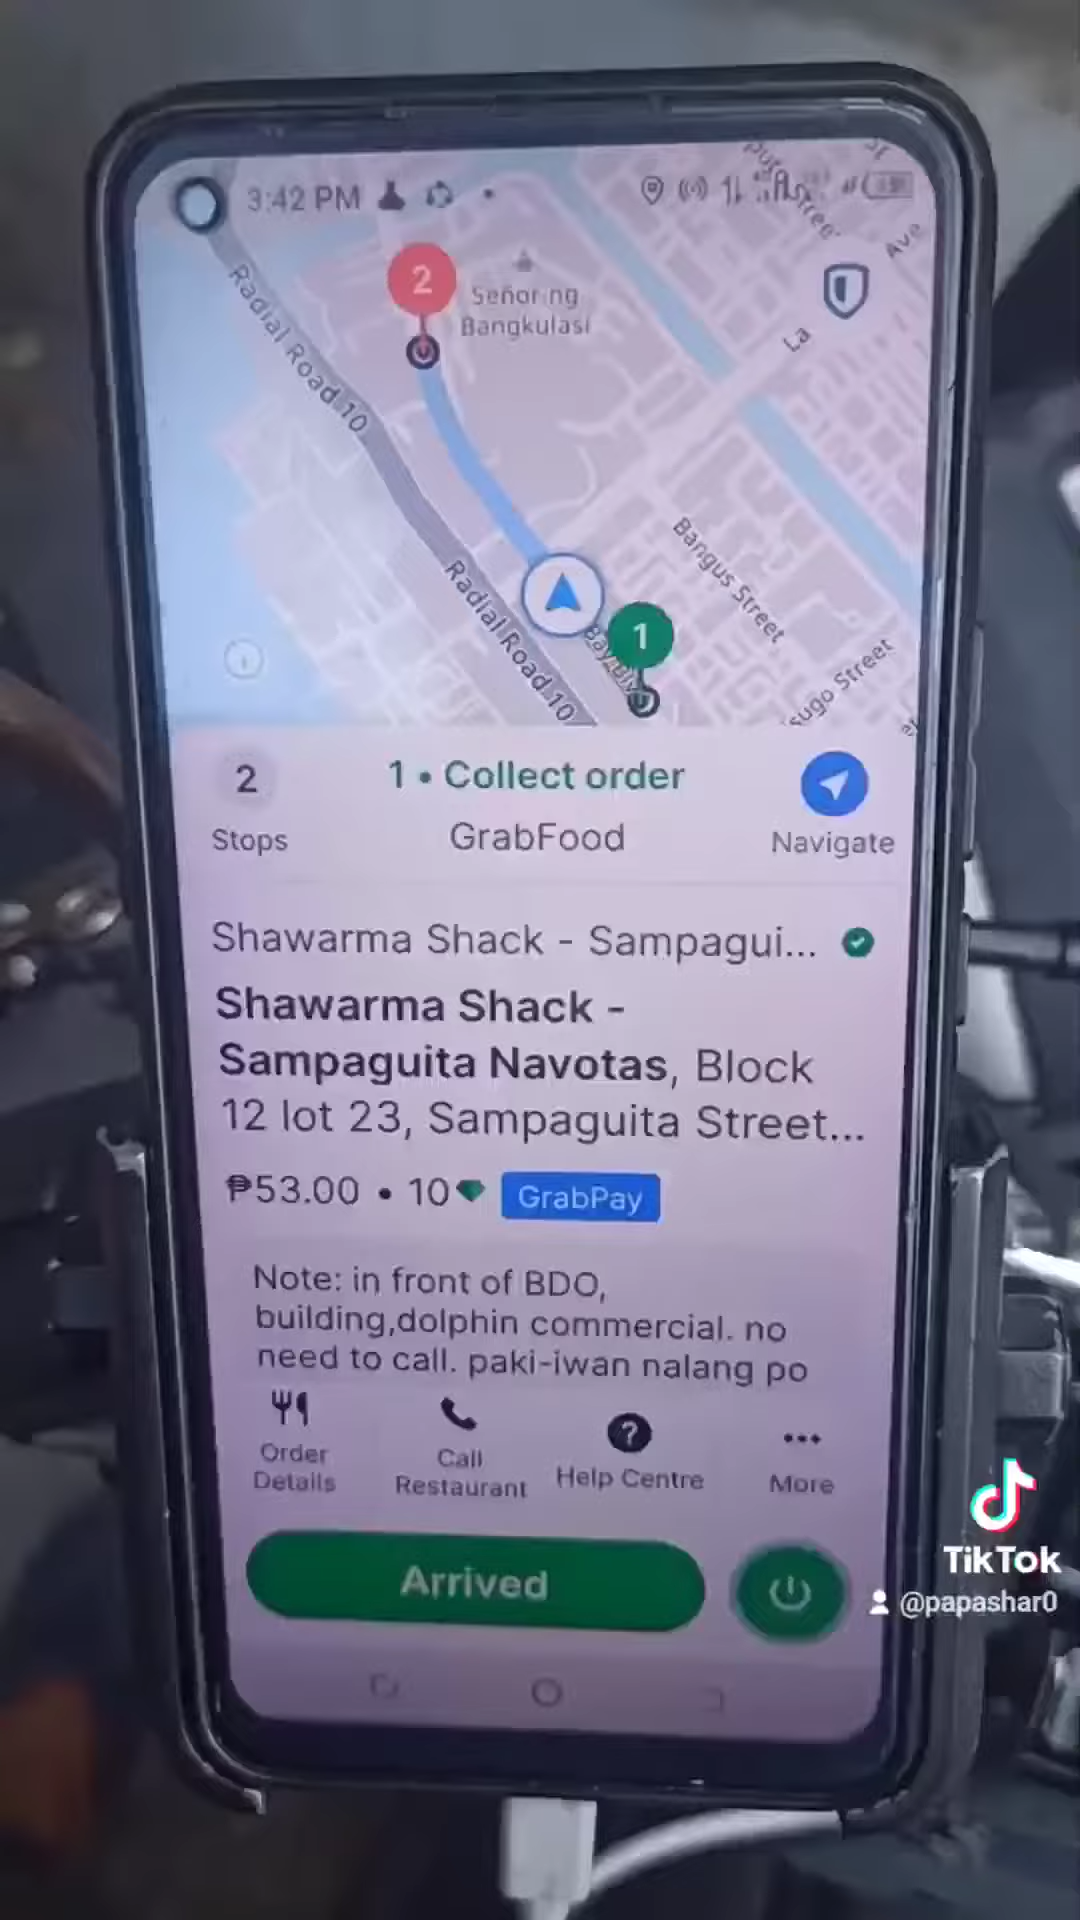 3:42 PM
2
Señor ng
Bangkulasi
Ave
La
Radial Road 10
Bangus Street
Radial Road 10
1
Street
2
Stops
1 • Collect order
GrabFood
Navigate
Shawarma Shack - Sampagui...
Shawarma Shack -
Sampaguita Navotas, Block
12 lot 23, Sampaguita Street...
₱53.00 • 10
GrabPay
Note: in front of BDO,
building,dolphin commercial. no
need to call. paki-iwan nalang po
Order
Details
Call
Restaurant
Help Centre
More
Arrived
TikTok
@papashar0